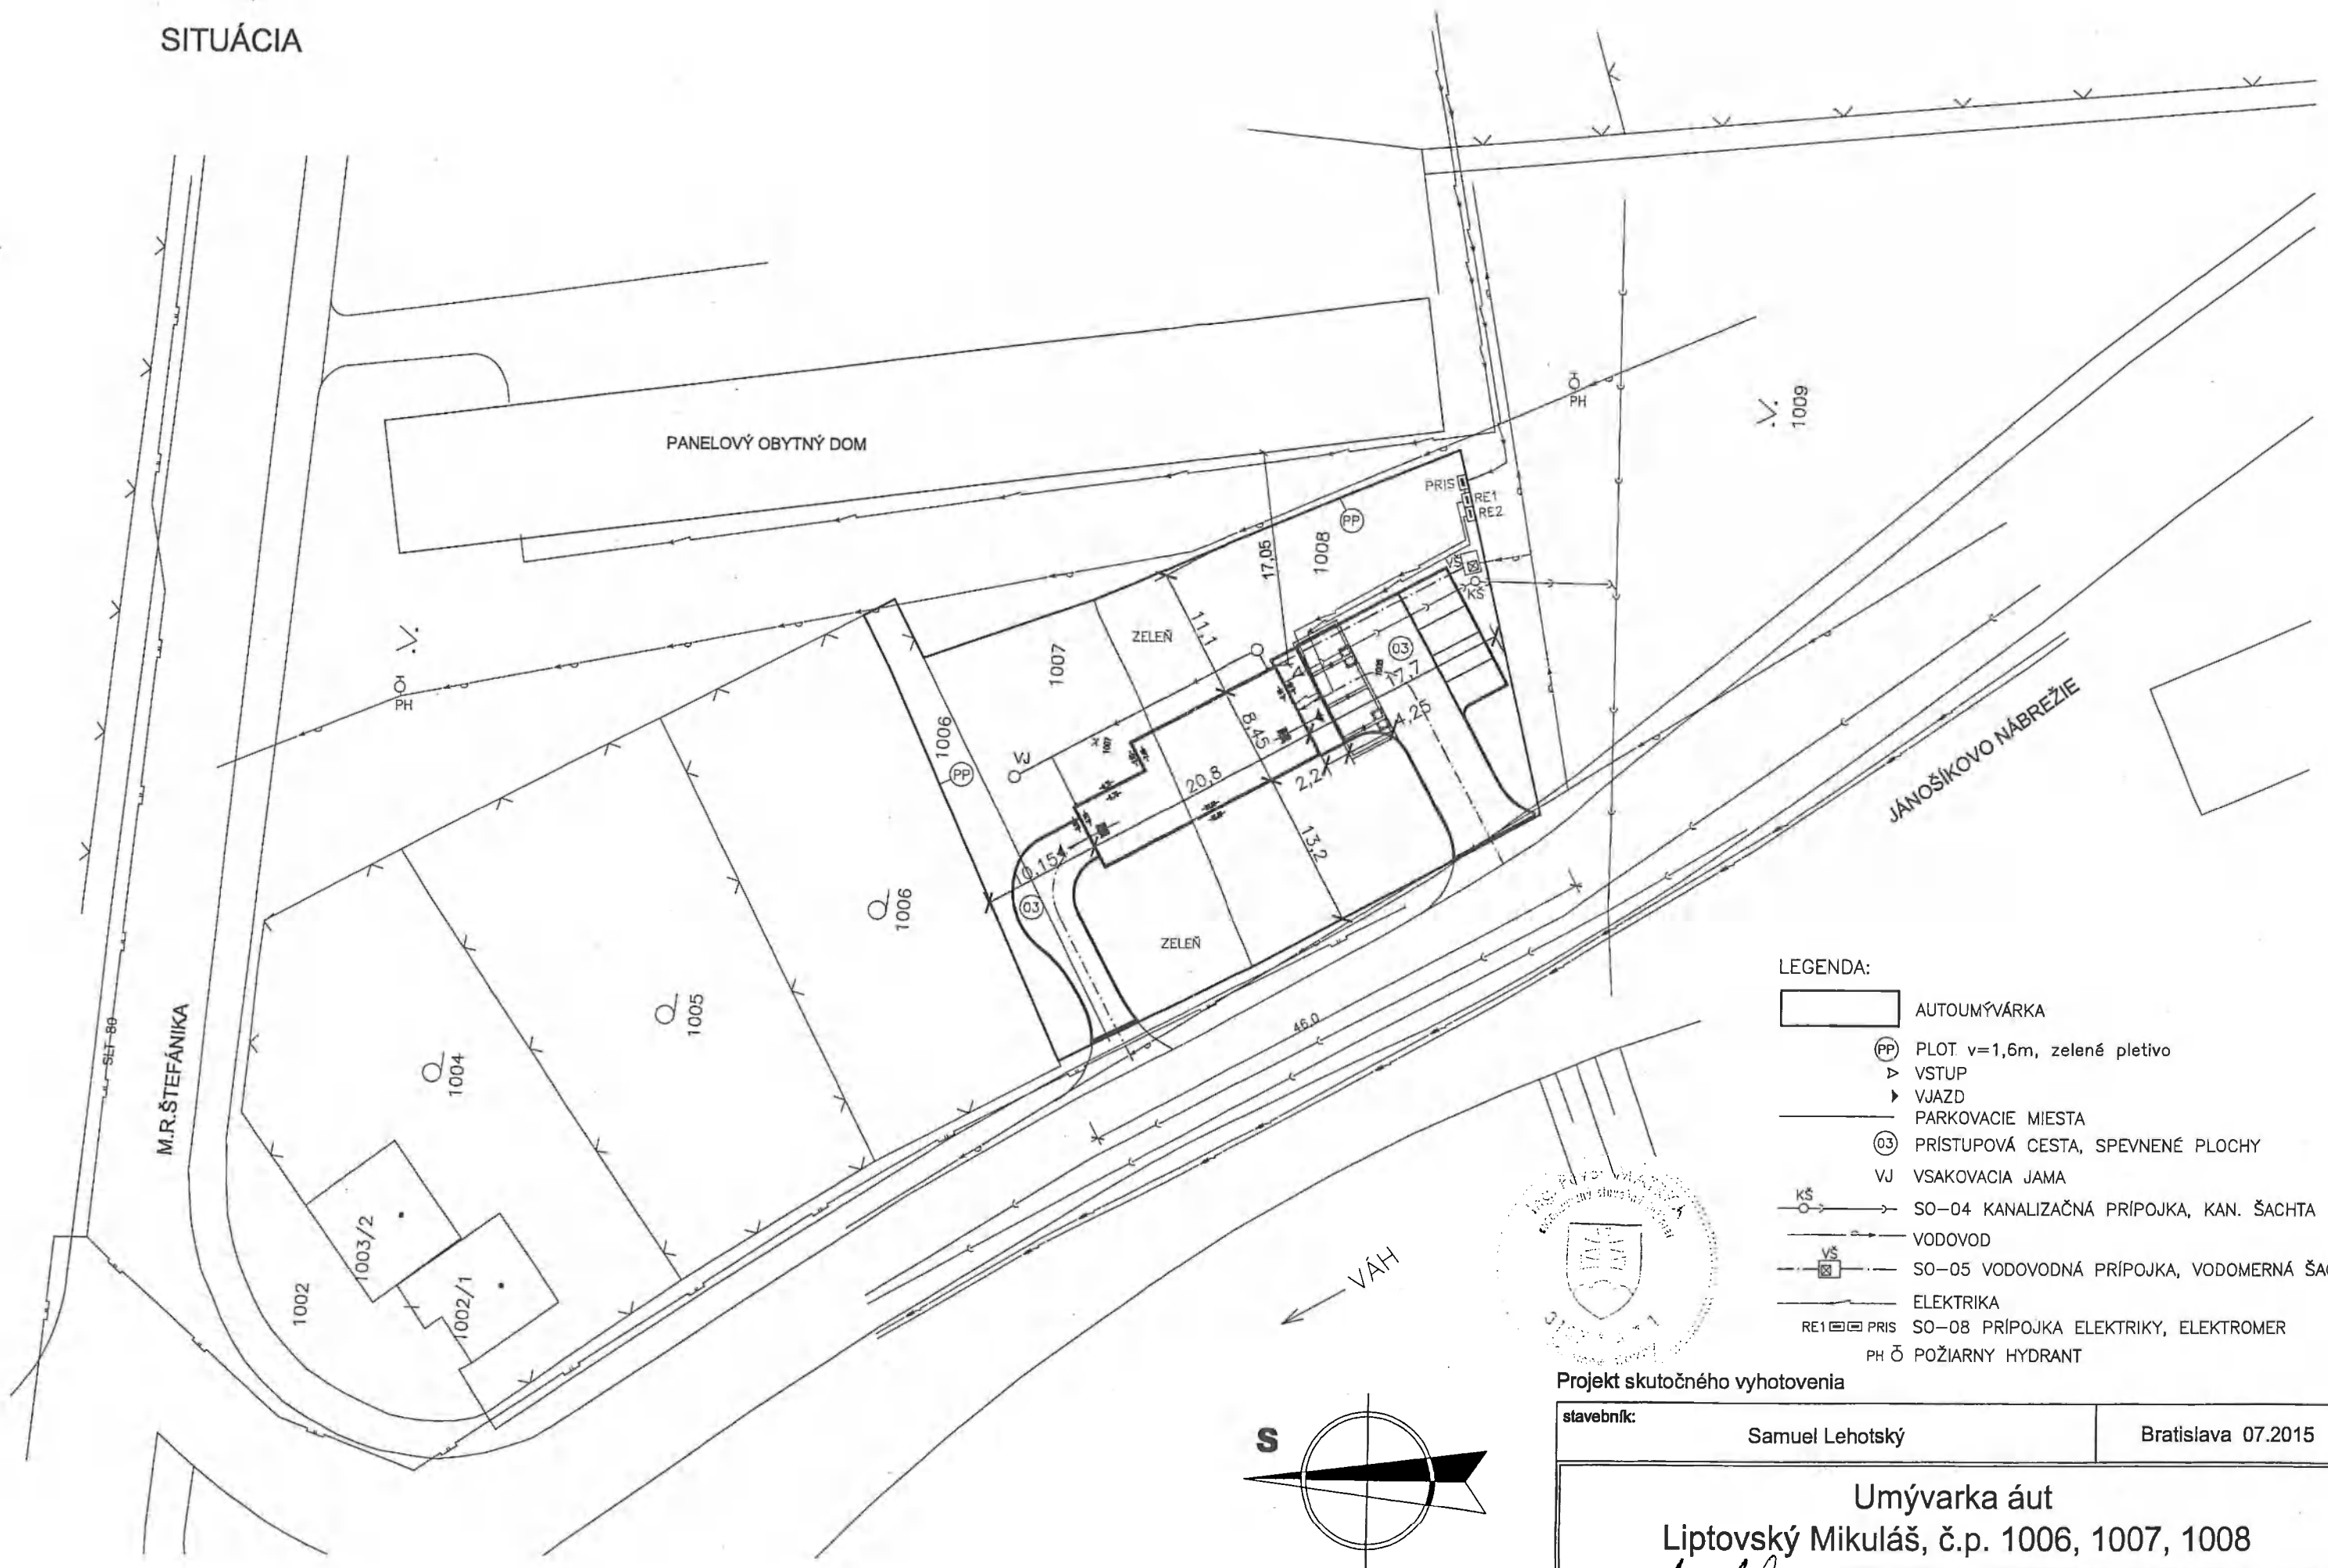 SITUÁCIA
PANELOVÝ OBYTNÝ DOM
PH
1009
PRIS
RE1
RE2
PP
1008
17,05
VŠ
KŠ
ZELEŇ
11,1
1007
03
17,7
4,25
8,45
1006
PP
VJ
1007
20,8
2,2
13,2
0,15
03
ZELEŇ
PH
1006
1005
1004
SLT-80
M.R.ŠTEFÁNIKA
1003/2
1002/1
1002
46,0
JÁNOŠÍKOVO NÁBREŽIE
VÁH
S
LEGENDA:
AUTOUMÝVÁRKA
PP PLOT v=1,6m, zelené pletivo
VSTUP
VJAZD
PARKOVACIE MIESTA
03 PRÍSTUPOVÁ CESTA, SPEVNENÉ PLOCHY
VJ VSAKOVACIA JAMA
KŠ SO-04 KANALIZAČNÁ PRÍPOJKA, KAN. ŠACHTA
VODOVOD
VŠ SO-05 VODOVODNÁ PRÍPOJKA, VODOMERNÁ ŠA
ELEKTRIKA
RE1 PRIS SO-08 PRÍPOJKA ELEKTRIKY, ELEKTROMER
PH POŽIARNY HYDRANT
Projekt skutočného vyhotovenia
stavebník:
Samuel Lehotský
Bratislava 07.2015
Umývarka áut
Liptovský Mikuláš, č.p. 1006, 1007, 1008